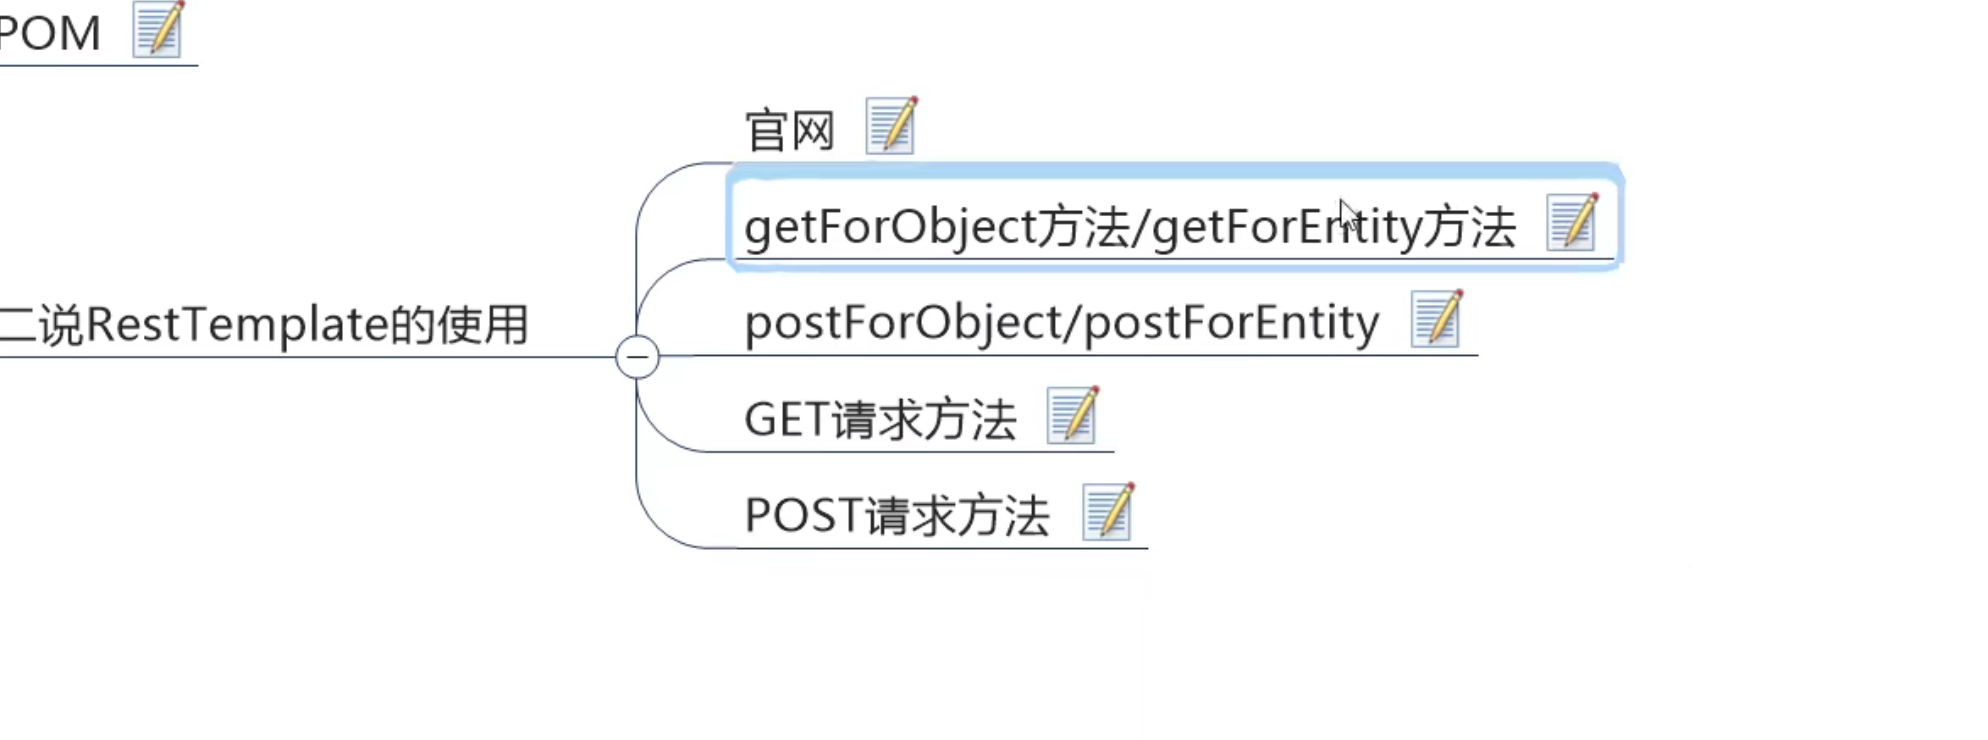 POM
官网
getForObject方法/getForEntity方法
二说RestTemplate的使用
postForObject/postForEntity
GET请求方法
POST请求方法